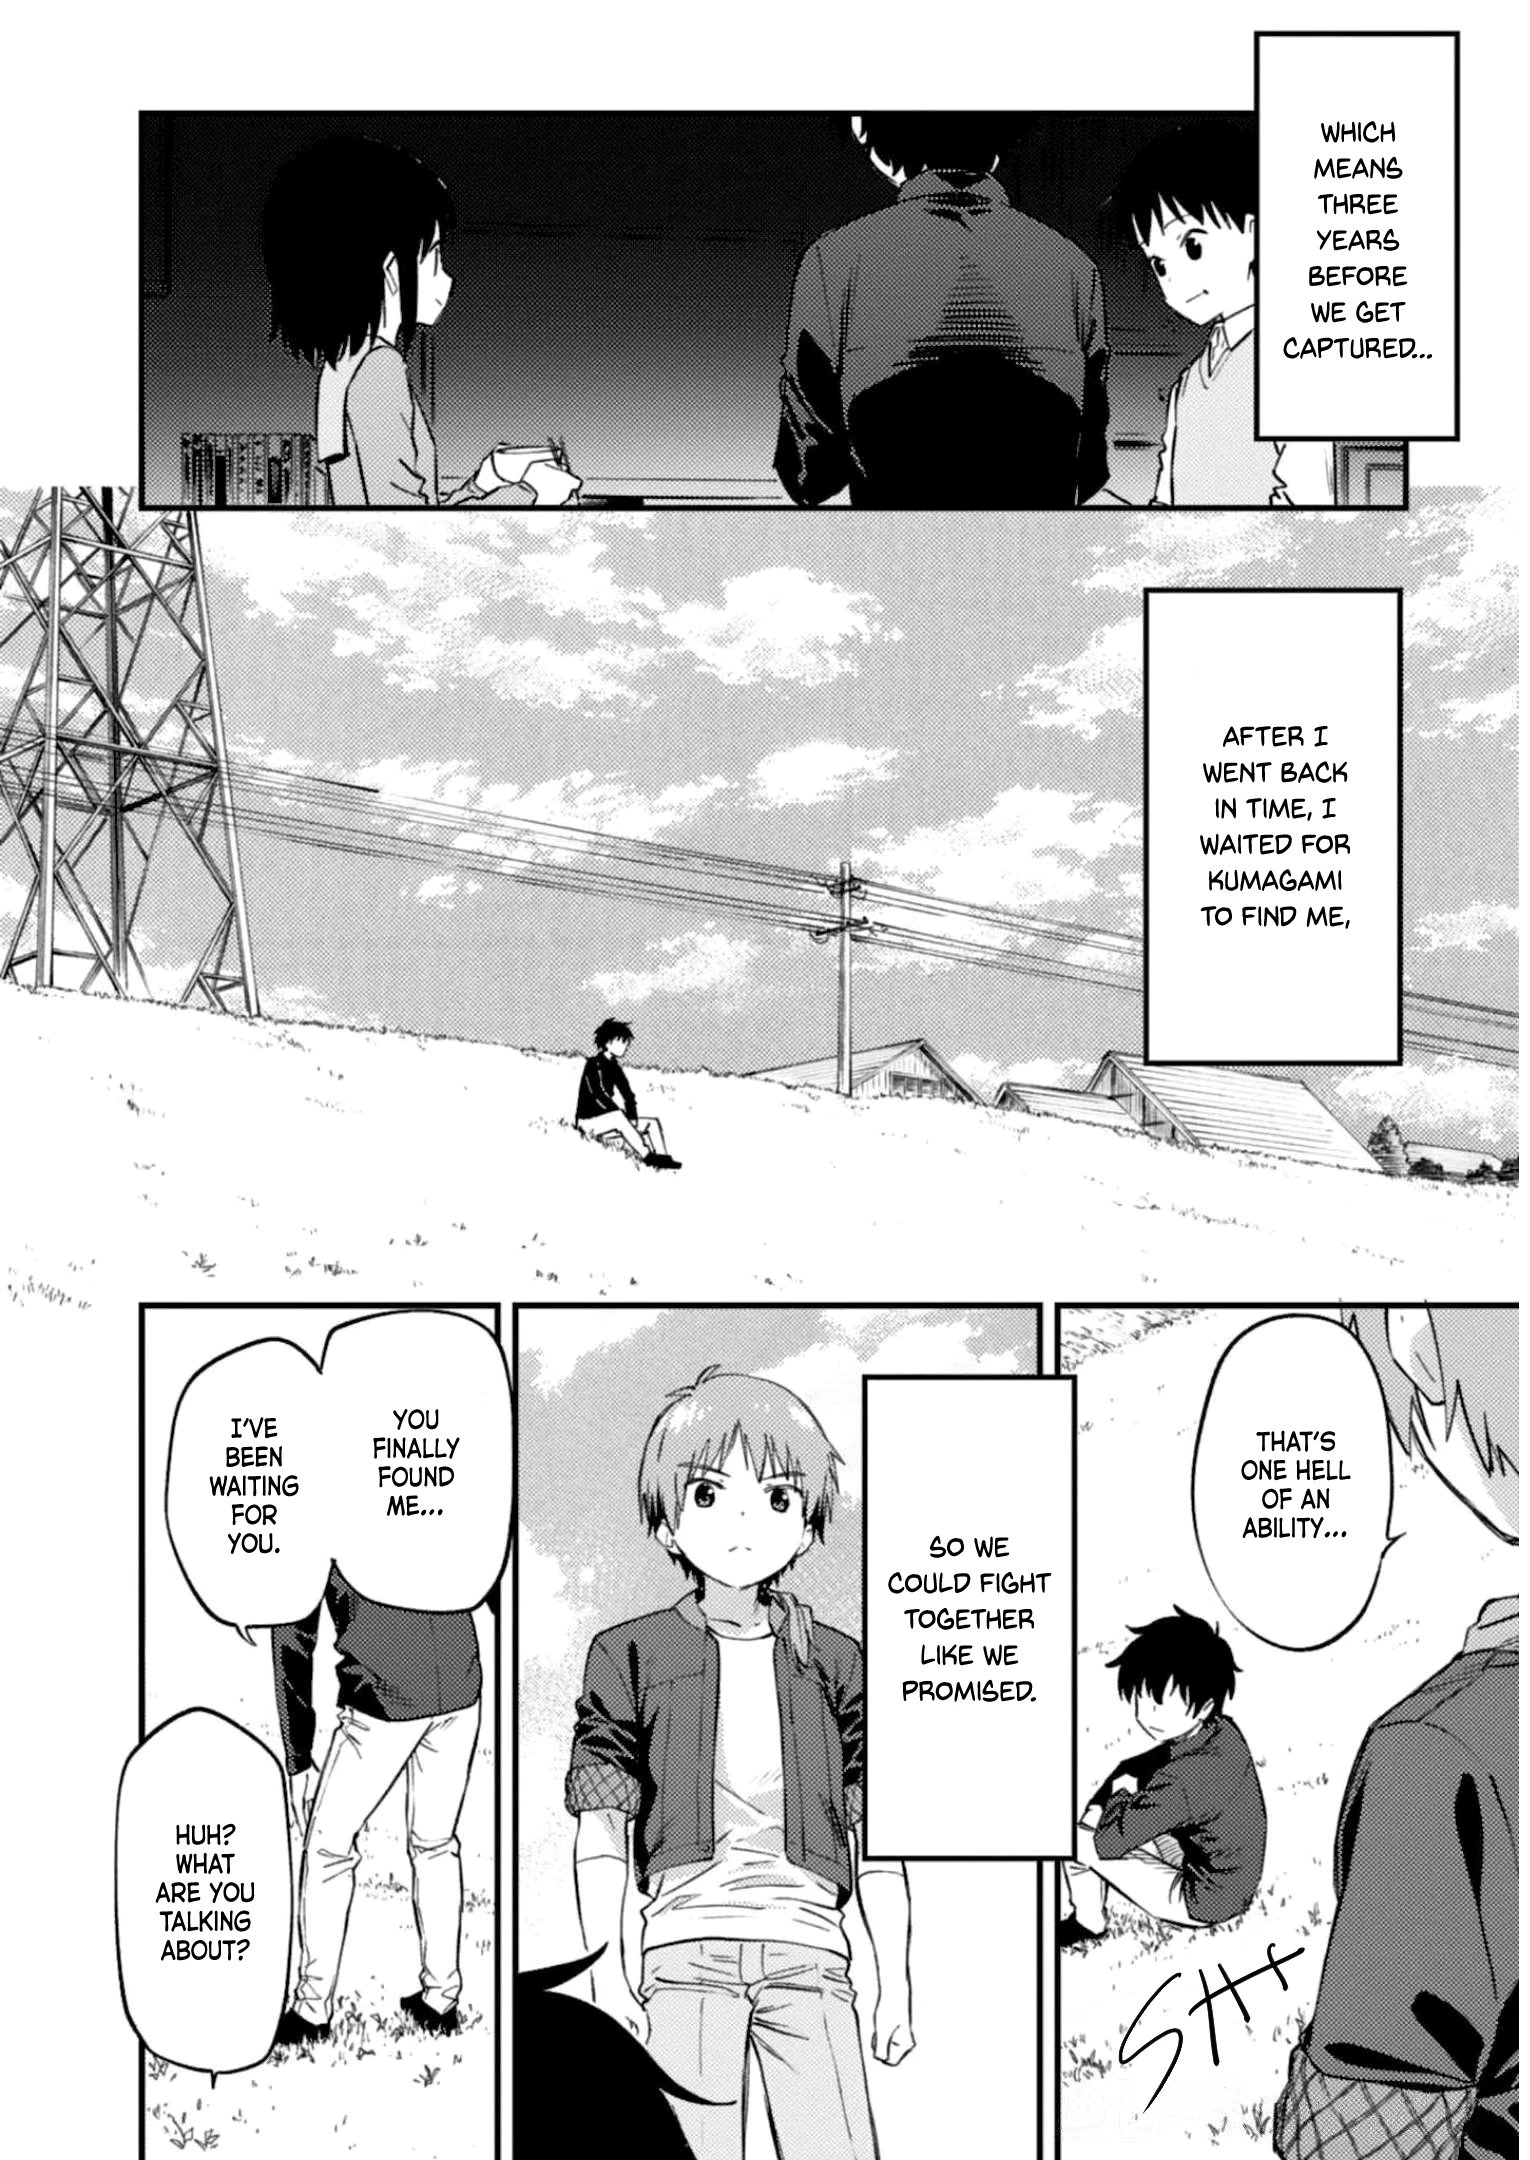 WHICH
MEANS
THREE
YEARS
BEFORE
WE GET
CAPTURED...
AFTER I
WENT BACK
IN TIME, I
WAITED FOR
KUMAGAMI
TO FIND ME,
THAT'S
ONE HELL
OF AN
ABILITY...
SHF
SO WE
COULD FIGHT
TOGETHER
LIKE WE
PROMISED.
YOU
FINALLY
FOUND
ME...
I'VE
BEEN
WAITING
FOR
YOU.
HUH?
WHAT
ARE YOU
TALKING
ABOUT?